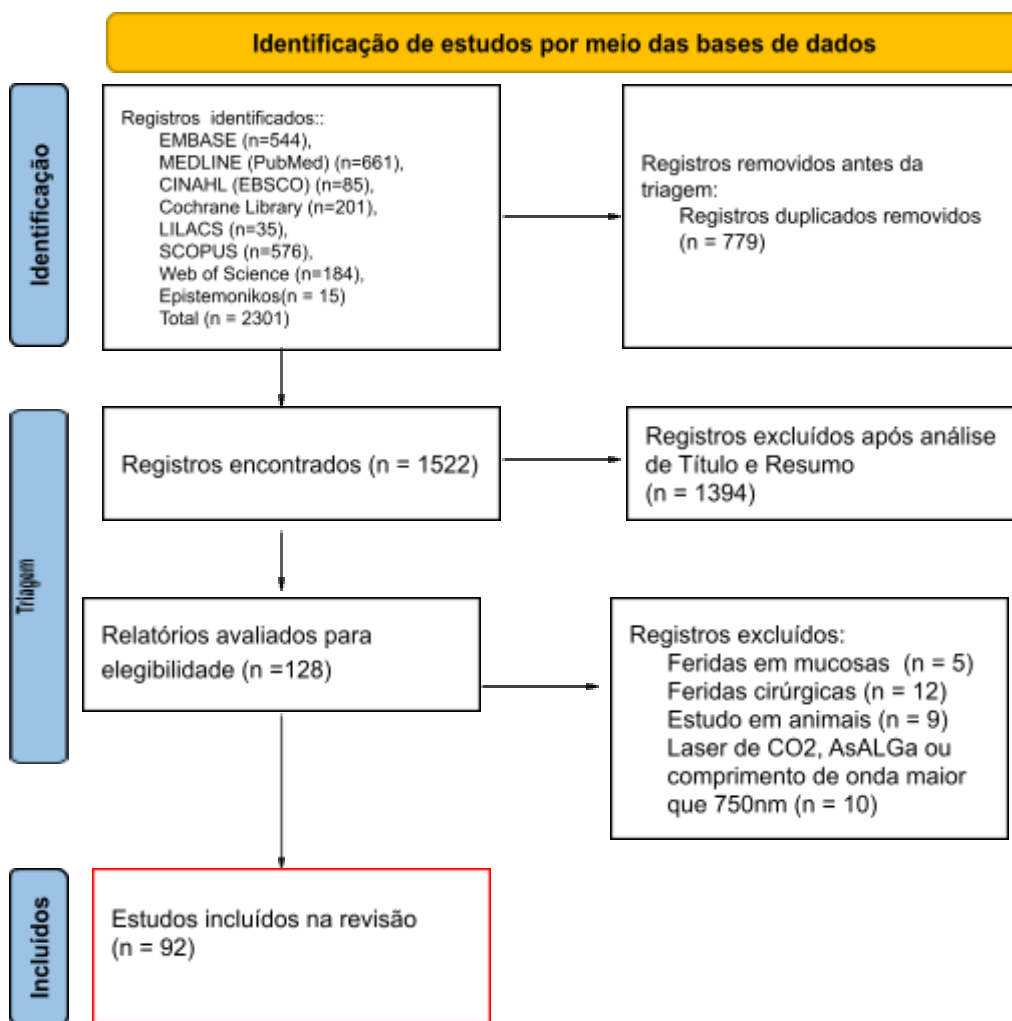 Identificação de estudos por meio das bases de dados
Identificação
Registros identificados::
EMBASE (n=544),
MEDLINE (PubMed) (n=661),
CINAHL (EBSCO) (n=85),
Cochrane Library (n=201),
LILACS (n=35),
SCOPUS (n=576),
Web of Science (n=184),
Epistemonikos(n = 15)
Total (n = 2301)
Registros removidos antes da
triagem:
Registros duplicados removidos
(n = 779)
Triagem
Registros encontrados (n = 1522)
Registros excluídos após análise
de Título e Resumo
(n = 1394)
Relatórios avaliados para
elegibilidade (n =128)
Registros excluídos:
Feridas em mucosas (n = 5)
Feridas cirúrgicas (n = 12)
Estudo em animais (n = 9)
Laser de CO2, AsALGa ou
comprimento de onda maior
que 750nm (n = 10)
Incluídos
Estudos incluídos na revisão
(n = 92)